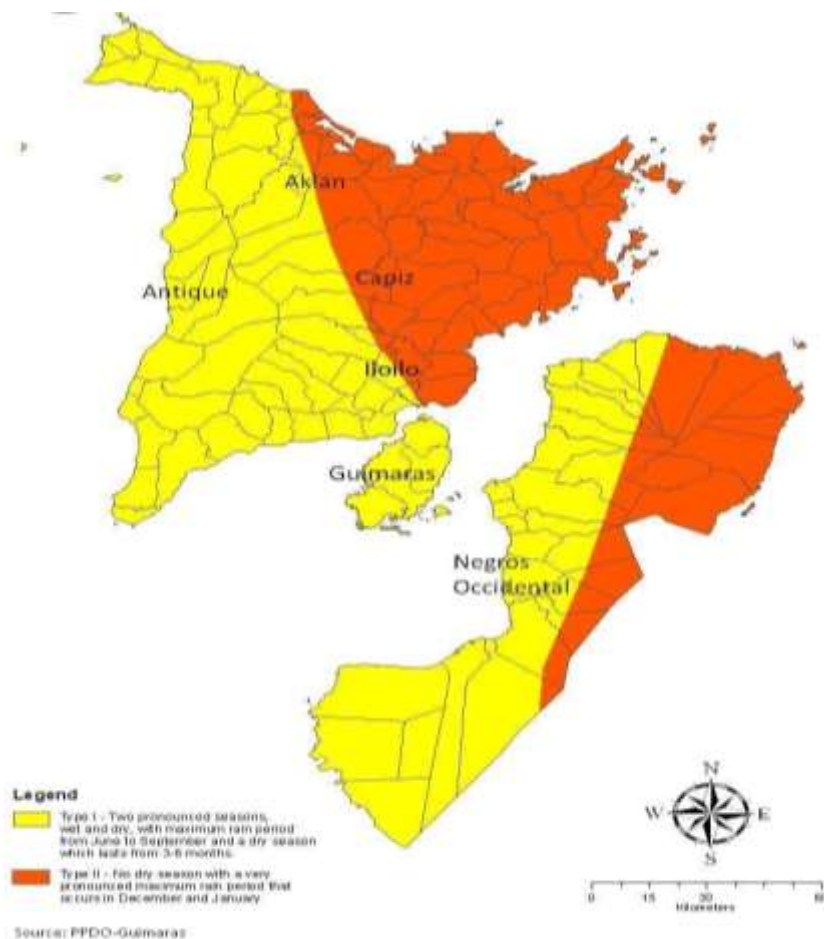 Aklan
Antique
Capiz
Iloilo
Guimaras
Negros
Occidental
Legend
Type I - Two pronounced seasons,
wet and dry, with maximum rain period
from June to September and a dry season
which lasts from 3-6 months.
Type II - No dry season with a very
pronounced maximum rain period that
occurs in December and January
N
W
E
S
0
15
30
Kilometers
Source: PPDO-Guimaras